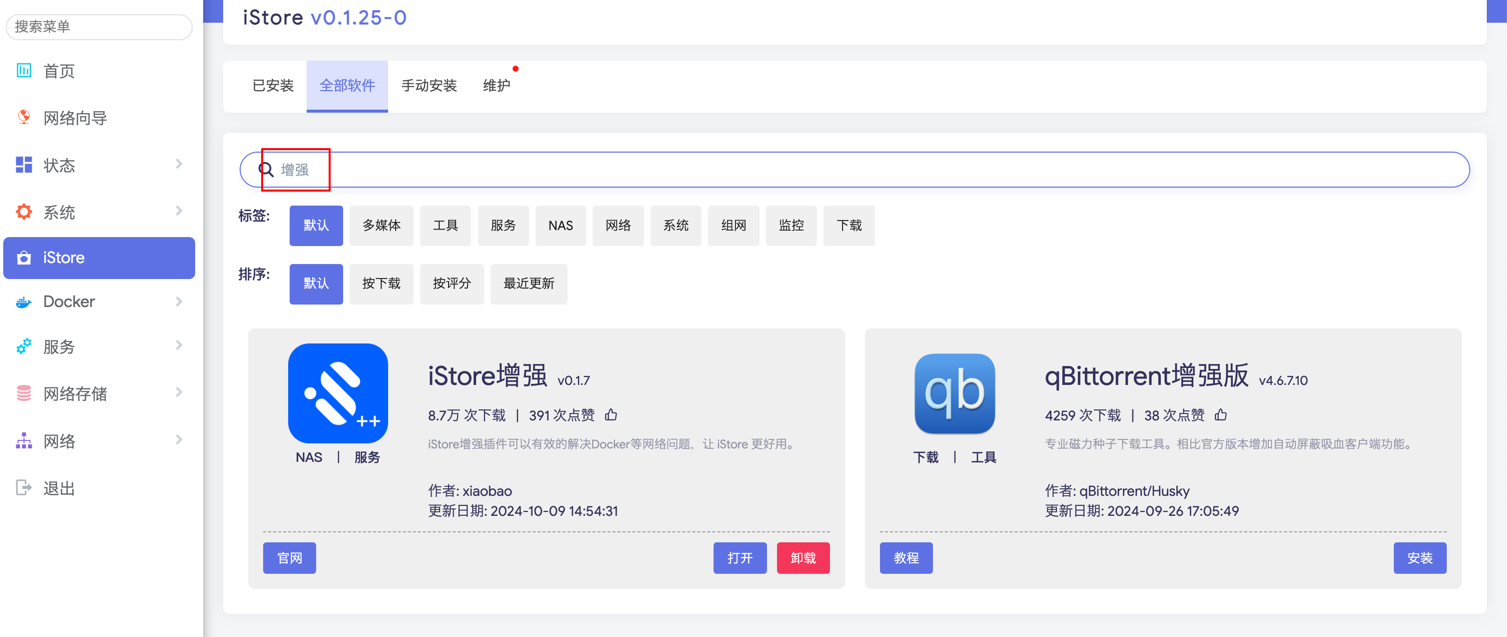 搜索菜单
首页
网络向导
状态
系统
iStore
Docker
服务
网络存储
网络
退出
iStore v0.1.25-0
已安装 全部软件 手动安装 维护
增强
标签: 默认 多媒体 工具 服务 NAS 网络 系统 组网 监控 下载
排序: 默认 按下载 按评分 最近更新
++
NAS | 服务
iStore增强 v0.1.7
8.7万 次下载 | 391 次点赞
iStore增强插件可以有效的解决Docker等网络问题，让 iStore 更好用。
作者: xiaobao
更新日期: 2024-10-09 14:54:31
官网 打开 卸载
qb
下载 | 工具
qBittorrent增强版 v4.6.7.10
4259 次下载 | 38 次点赞
专业磁力种子下载工具。相比官方版本增加自动屏蔽吸血客户端功能。
作者: qBittorrent/Husky
更新日期: 2024-09-26 17:05:49
教程 安装